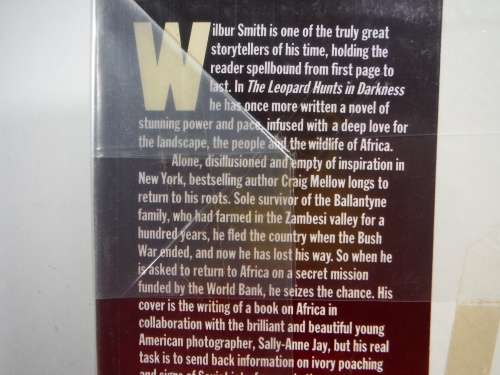 Wilbur Smith is one of the truly great
storytellers of his time, holding the
reader spellbound from first page to
last. In The Leopard Hunts in Darkness
he has once more written a novel of
stunning power and pace, infused with a deep love for
the landscape, the people and the wildlife of Africa.
Alone, disillusioned and empty of inspiration in
New York, bestselling author Craig Mellow longs to
return to his roots. Sole survivor of the Ballantyne
family, who had farmed in the Zambesi valley for a
hundred years, he fled the country when the Bush
War ended, and now he has lost his way. So when he
is asked to return to Africa on a secret mission
funded by the World Bank, he seizes the chance. His
cover is the writing of a book on Africa in
collaboration with the brilliant and beautiful young
American photographer, Sally-Anne Jay, but his real
task is to send back information on ivory poaching
and signs of Soviet